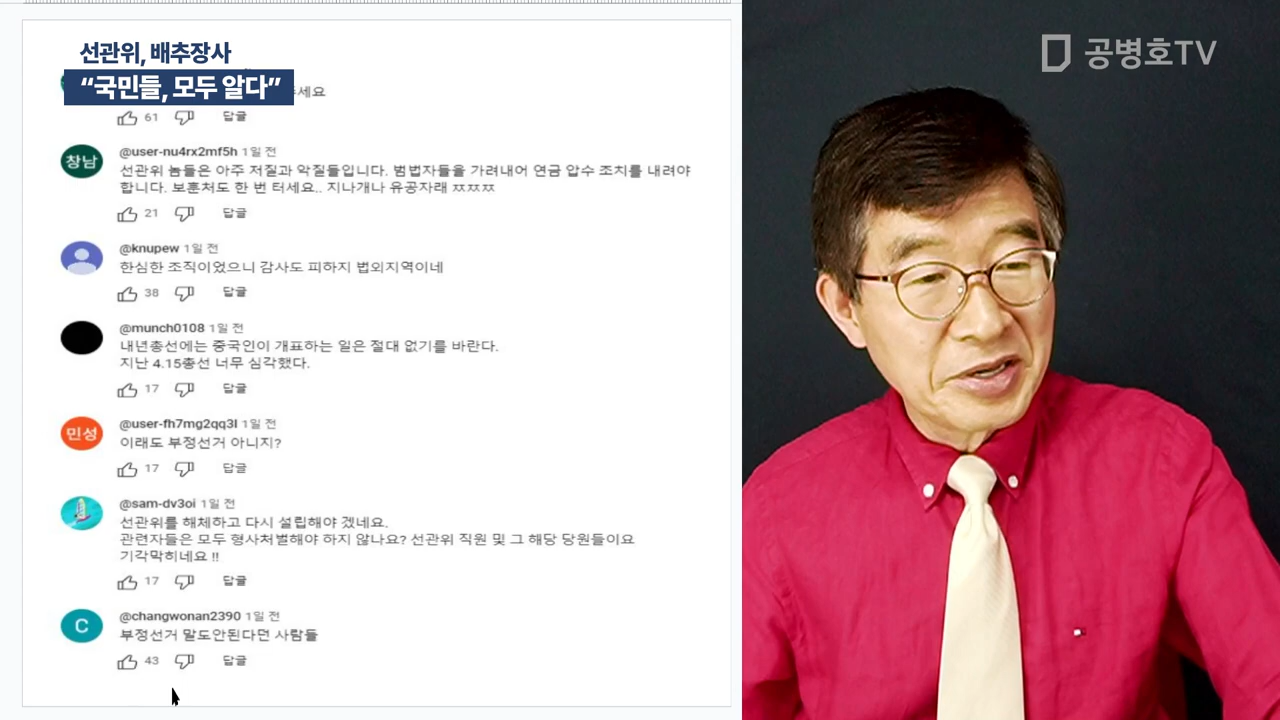 선관위, 배추장사
“국민들, 모두 알다”
세요
61 답글
창남
@user-nu4rx2mf5h 1일 전
선관위 놈들은 아주 저질과 악질들입니다. 범법자들을 가려내어 연금 압수 조치를 내려야
합니다. 보훈처도 한 번 터세요.. 지나개나 유공자래 ㅉㅉㅉ
21 답글
@knupew 1일 전
한심한 조직이었으니 감사도 피하지 법외지역이네
38 답글
@munch0108 1일 전
내년총선에는 중국인이 개표하는 일은 절대 없기를 바란다.
지난 4.15총선 너무 심각했다.
17 답글
민성
@user-fh7mg2qq3l 1일 전
이래도 부정선거 아니지?
17 답글
@sam-dv3oi 1일 전
선관위를 해체하고 다시 설립해야 겠네요.
관련자들은 모두 형사처벌해야 하지 않나요? 선관위 직원 및 그 해당 당원들이요
기각막히네요 !!
17 답글
C
@changwonan2390 1일 전
부정선거 말도안된다던 사람들
43 답글
공병호TV